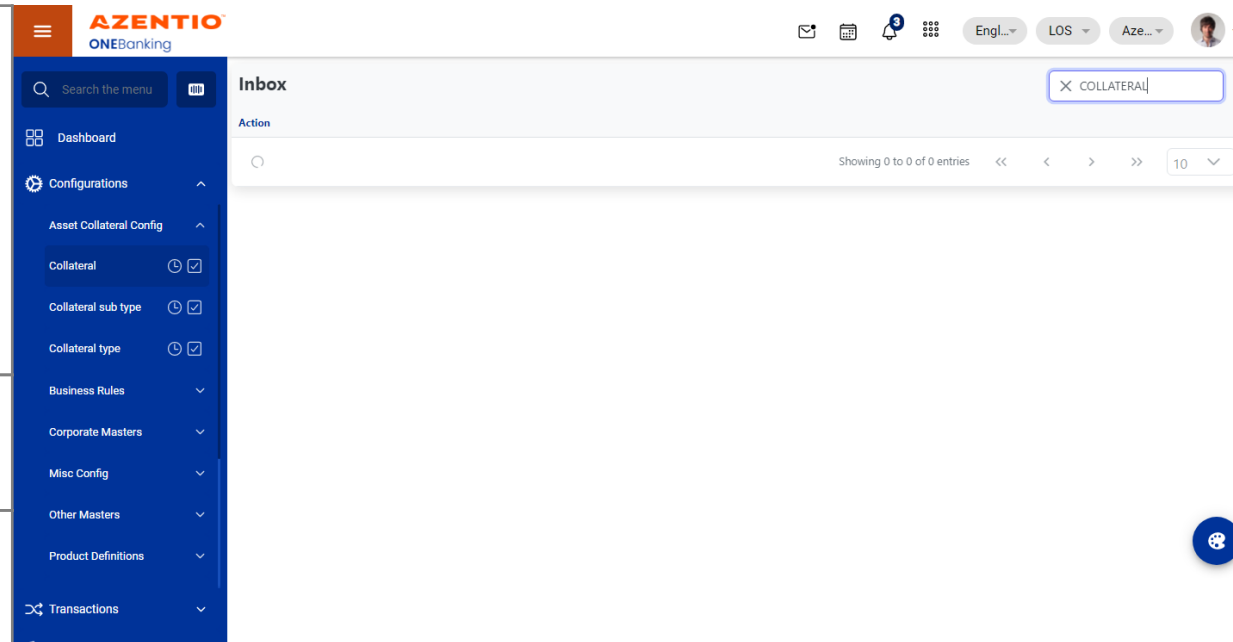 AZENTIO
ONEBanking
3
Engl...
LOS
Aze...
Search the menu
Inbox
COLLATERAL
Action
Dashboard
Showing 0 to 0 of 0 entries
10
Configurations
Asset Collateral Config
Collateral
Collateral sub type
Collateral type
Business Rules
Corporate Masters
Misc Config
Other Masters
Product Definitions
Transactions